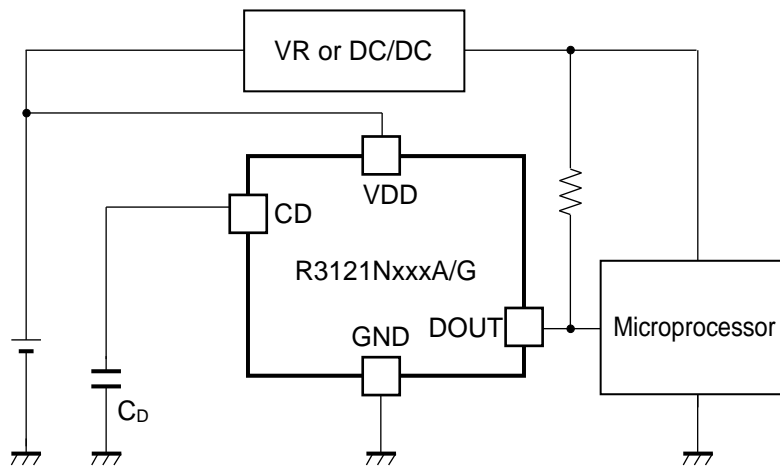 VR or DC/DC
VDD
CD
R3121NxxxA/G
DOUT
GND
Microprocessor
CD